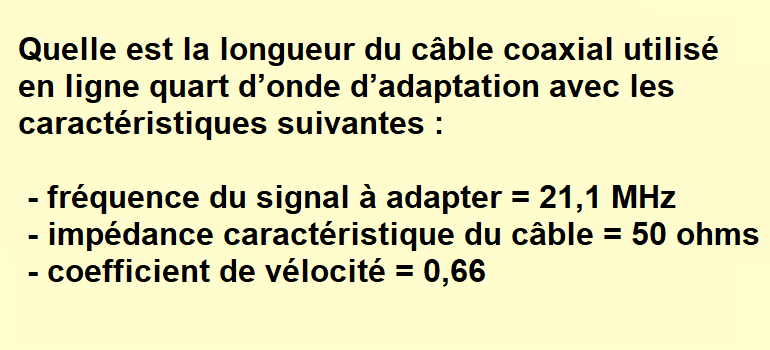 Quelle est la longueur du câble coaxial utilisé
en ligne quart d’onde d’adaptation avec les
caractéristiques suivantes :
- fréquence du signal à adapter = 21,1 MHz
- impédance caractéristique du câble = 50 ohms
- coefficient de vélocité = 0,66